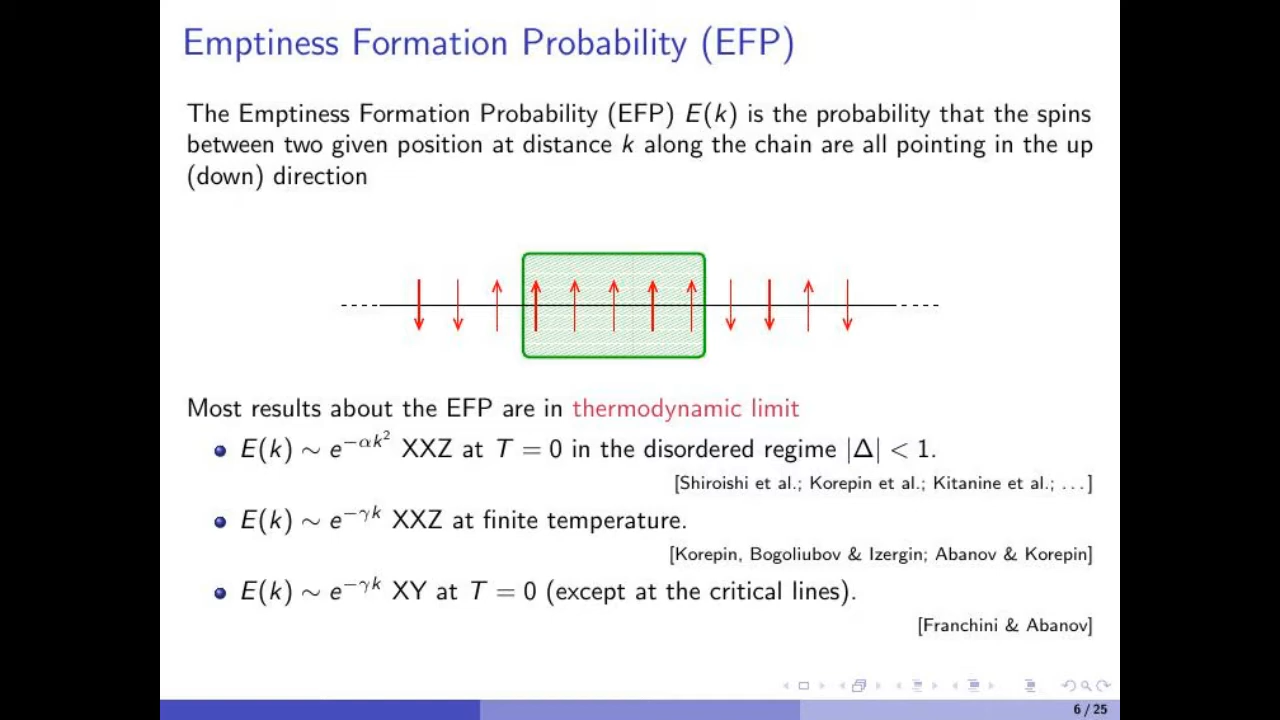 Emptiness Formation Probability (EFP)
The Emptiness Formation Probability (EFP) E(k) is the probability that the spins
between two given position at distance k along the chain are all pointing in the up
(down) direction
Most results about the EFP are in thermodynamic limit
E(k) ∼ e^{−αk²} XXZ at T = 0 in the disordered regime |Δ| < 1.
[Shiroishi et al.; Korepin et al.; Kitanine et al.; ...]
E(k) ∼ e^{−γk} XXZ at finite temperature.
[Korepin, Bogoliubov & Izergin; Abanov & Korepin]
E(k) ∼ e^{−γk} XY at T = 0 (except at the critical lines).
[Franchini & Abanov]
6 / 25